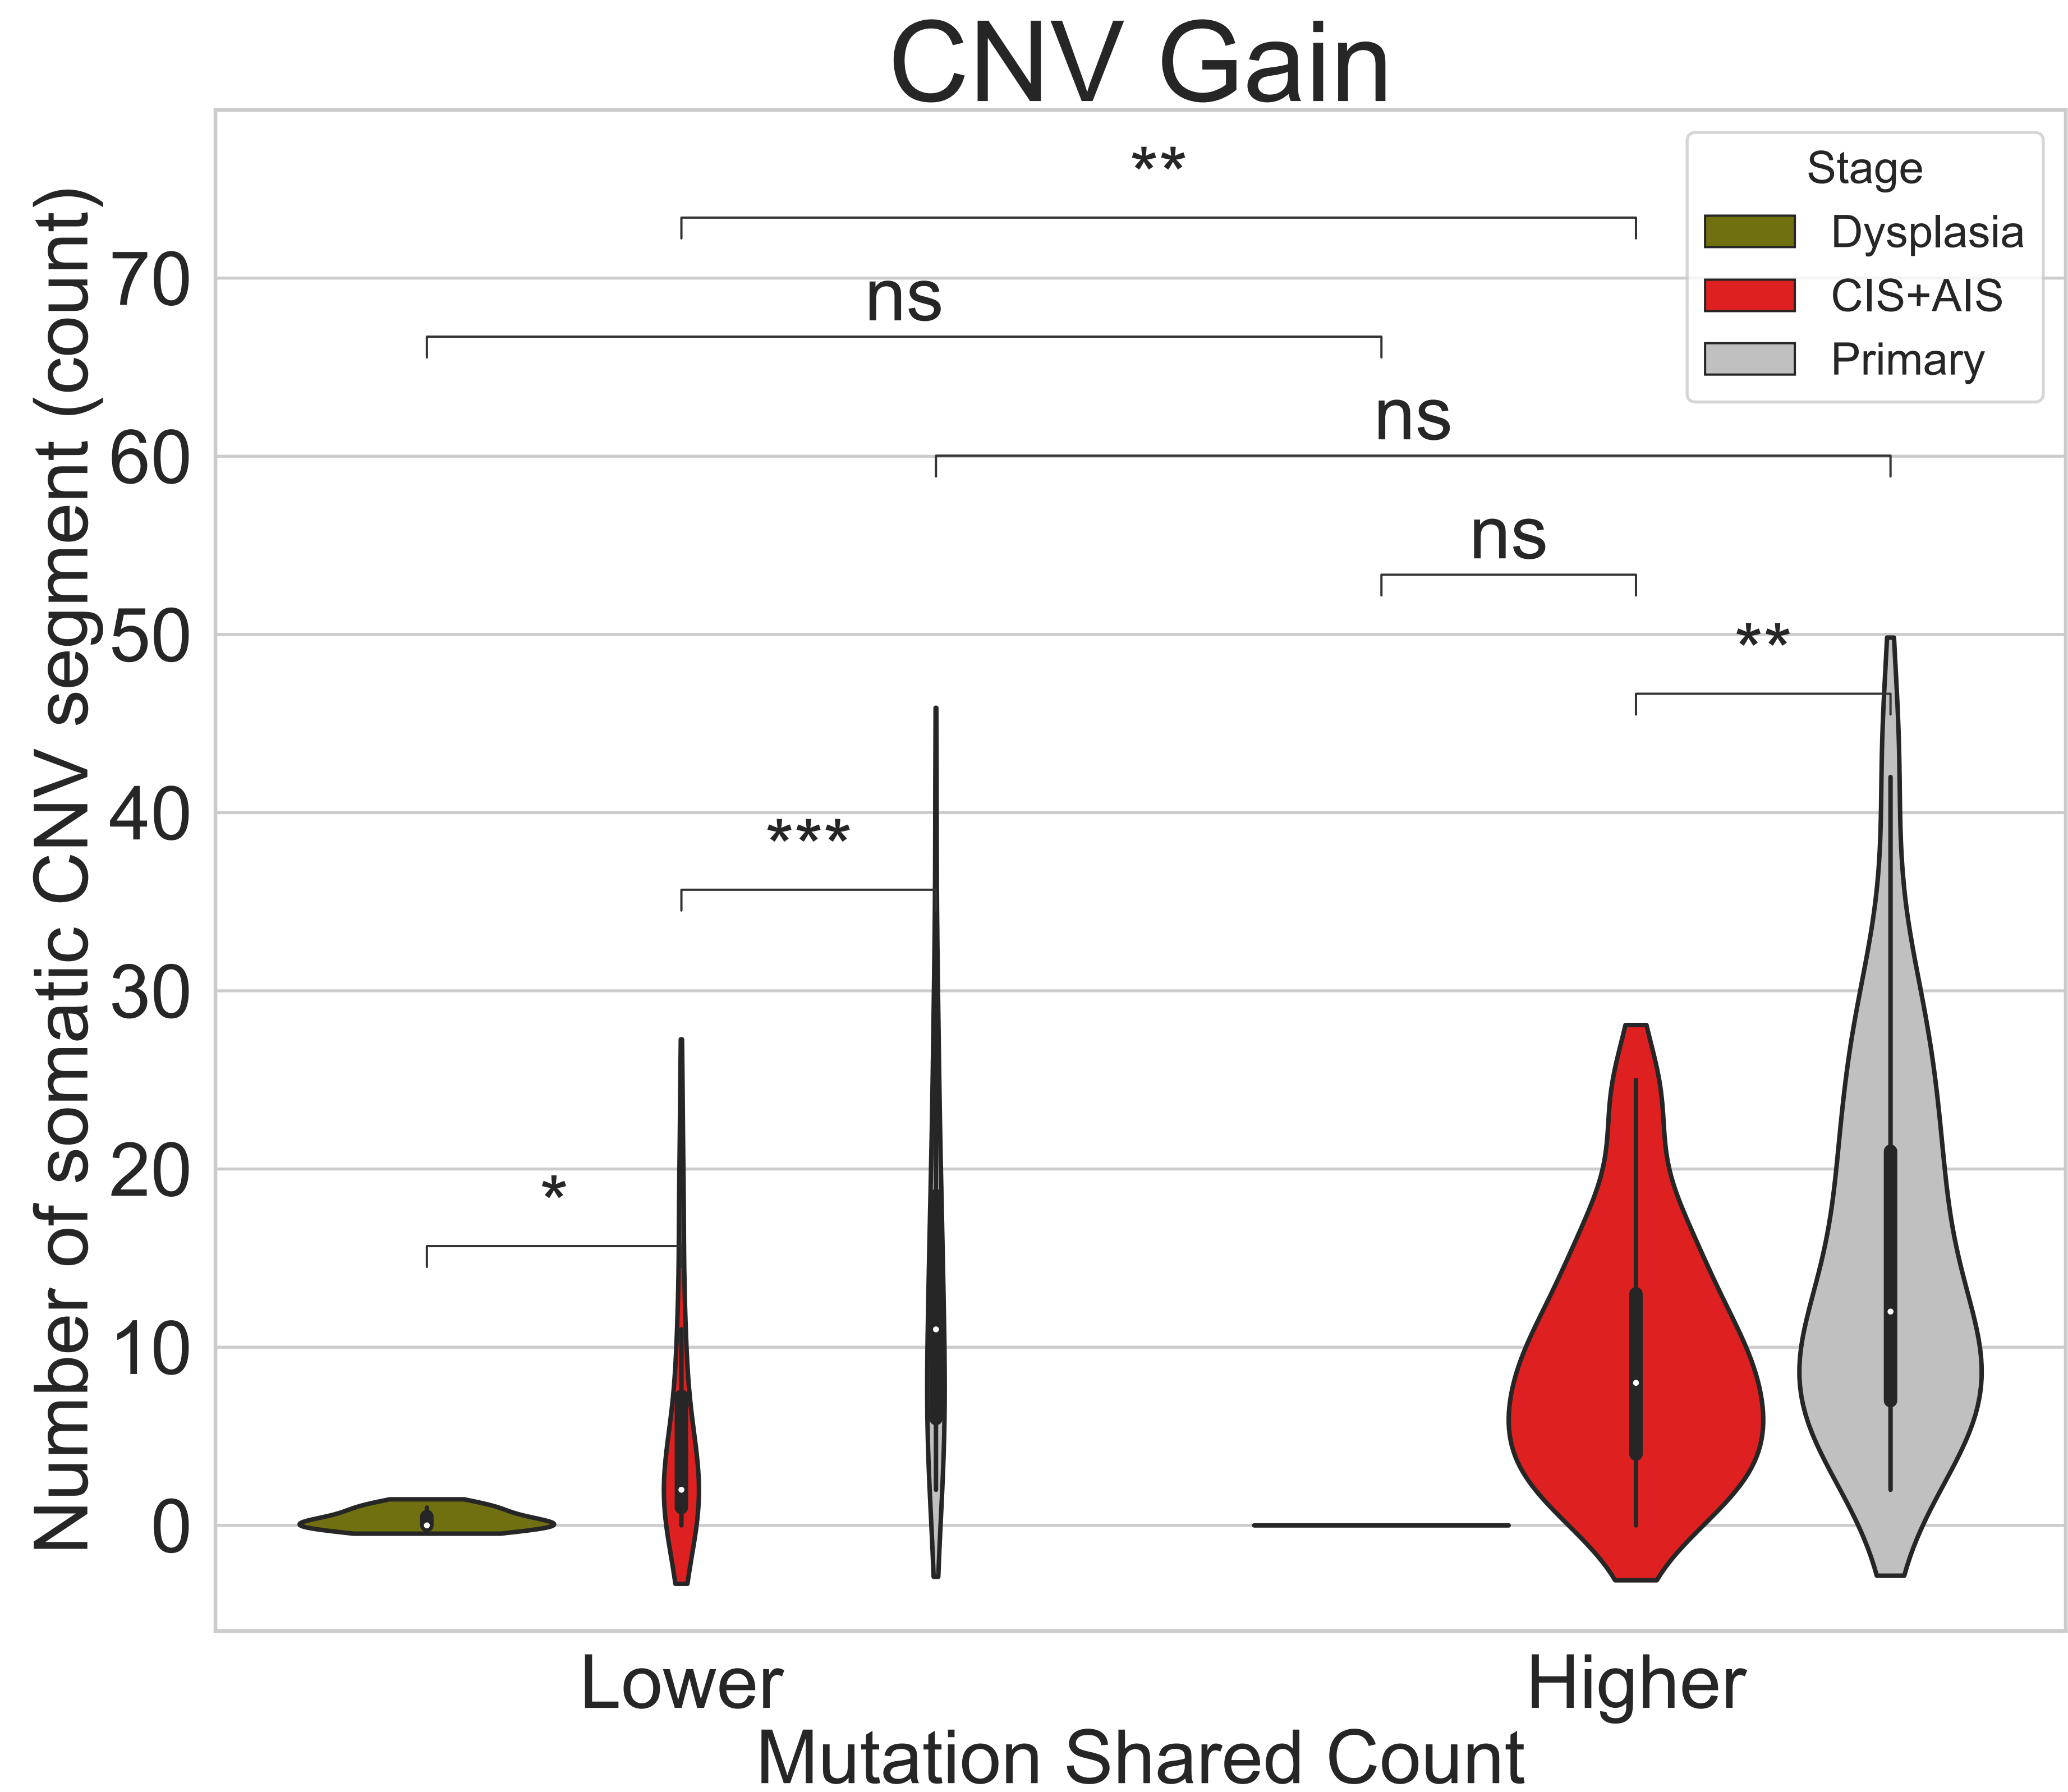 CNV Gain
Number of somatic CNV segment (count)
70
60
50
40
30
20
10
0
**
ns
ns
ns
**
***
*
Stage
Dysplasia
CIS+AIS
Primary
Lower
Higher
Mutation Shared Count